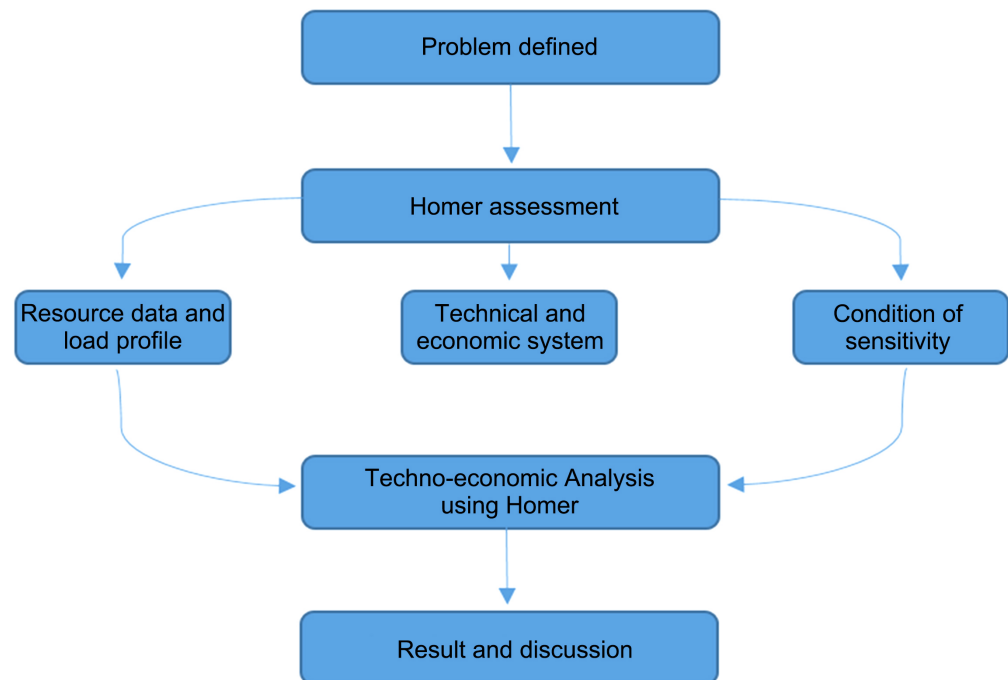 Problem defined
Homer assessment
Resource data and
load profile
Technical and
economic system
Condition of
sensitivity
Techno-economic Analysis
using Homer
Result and discussion